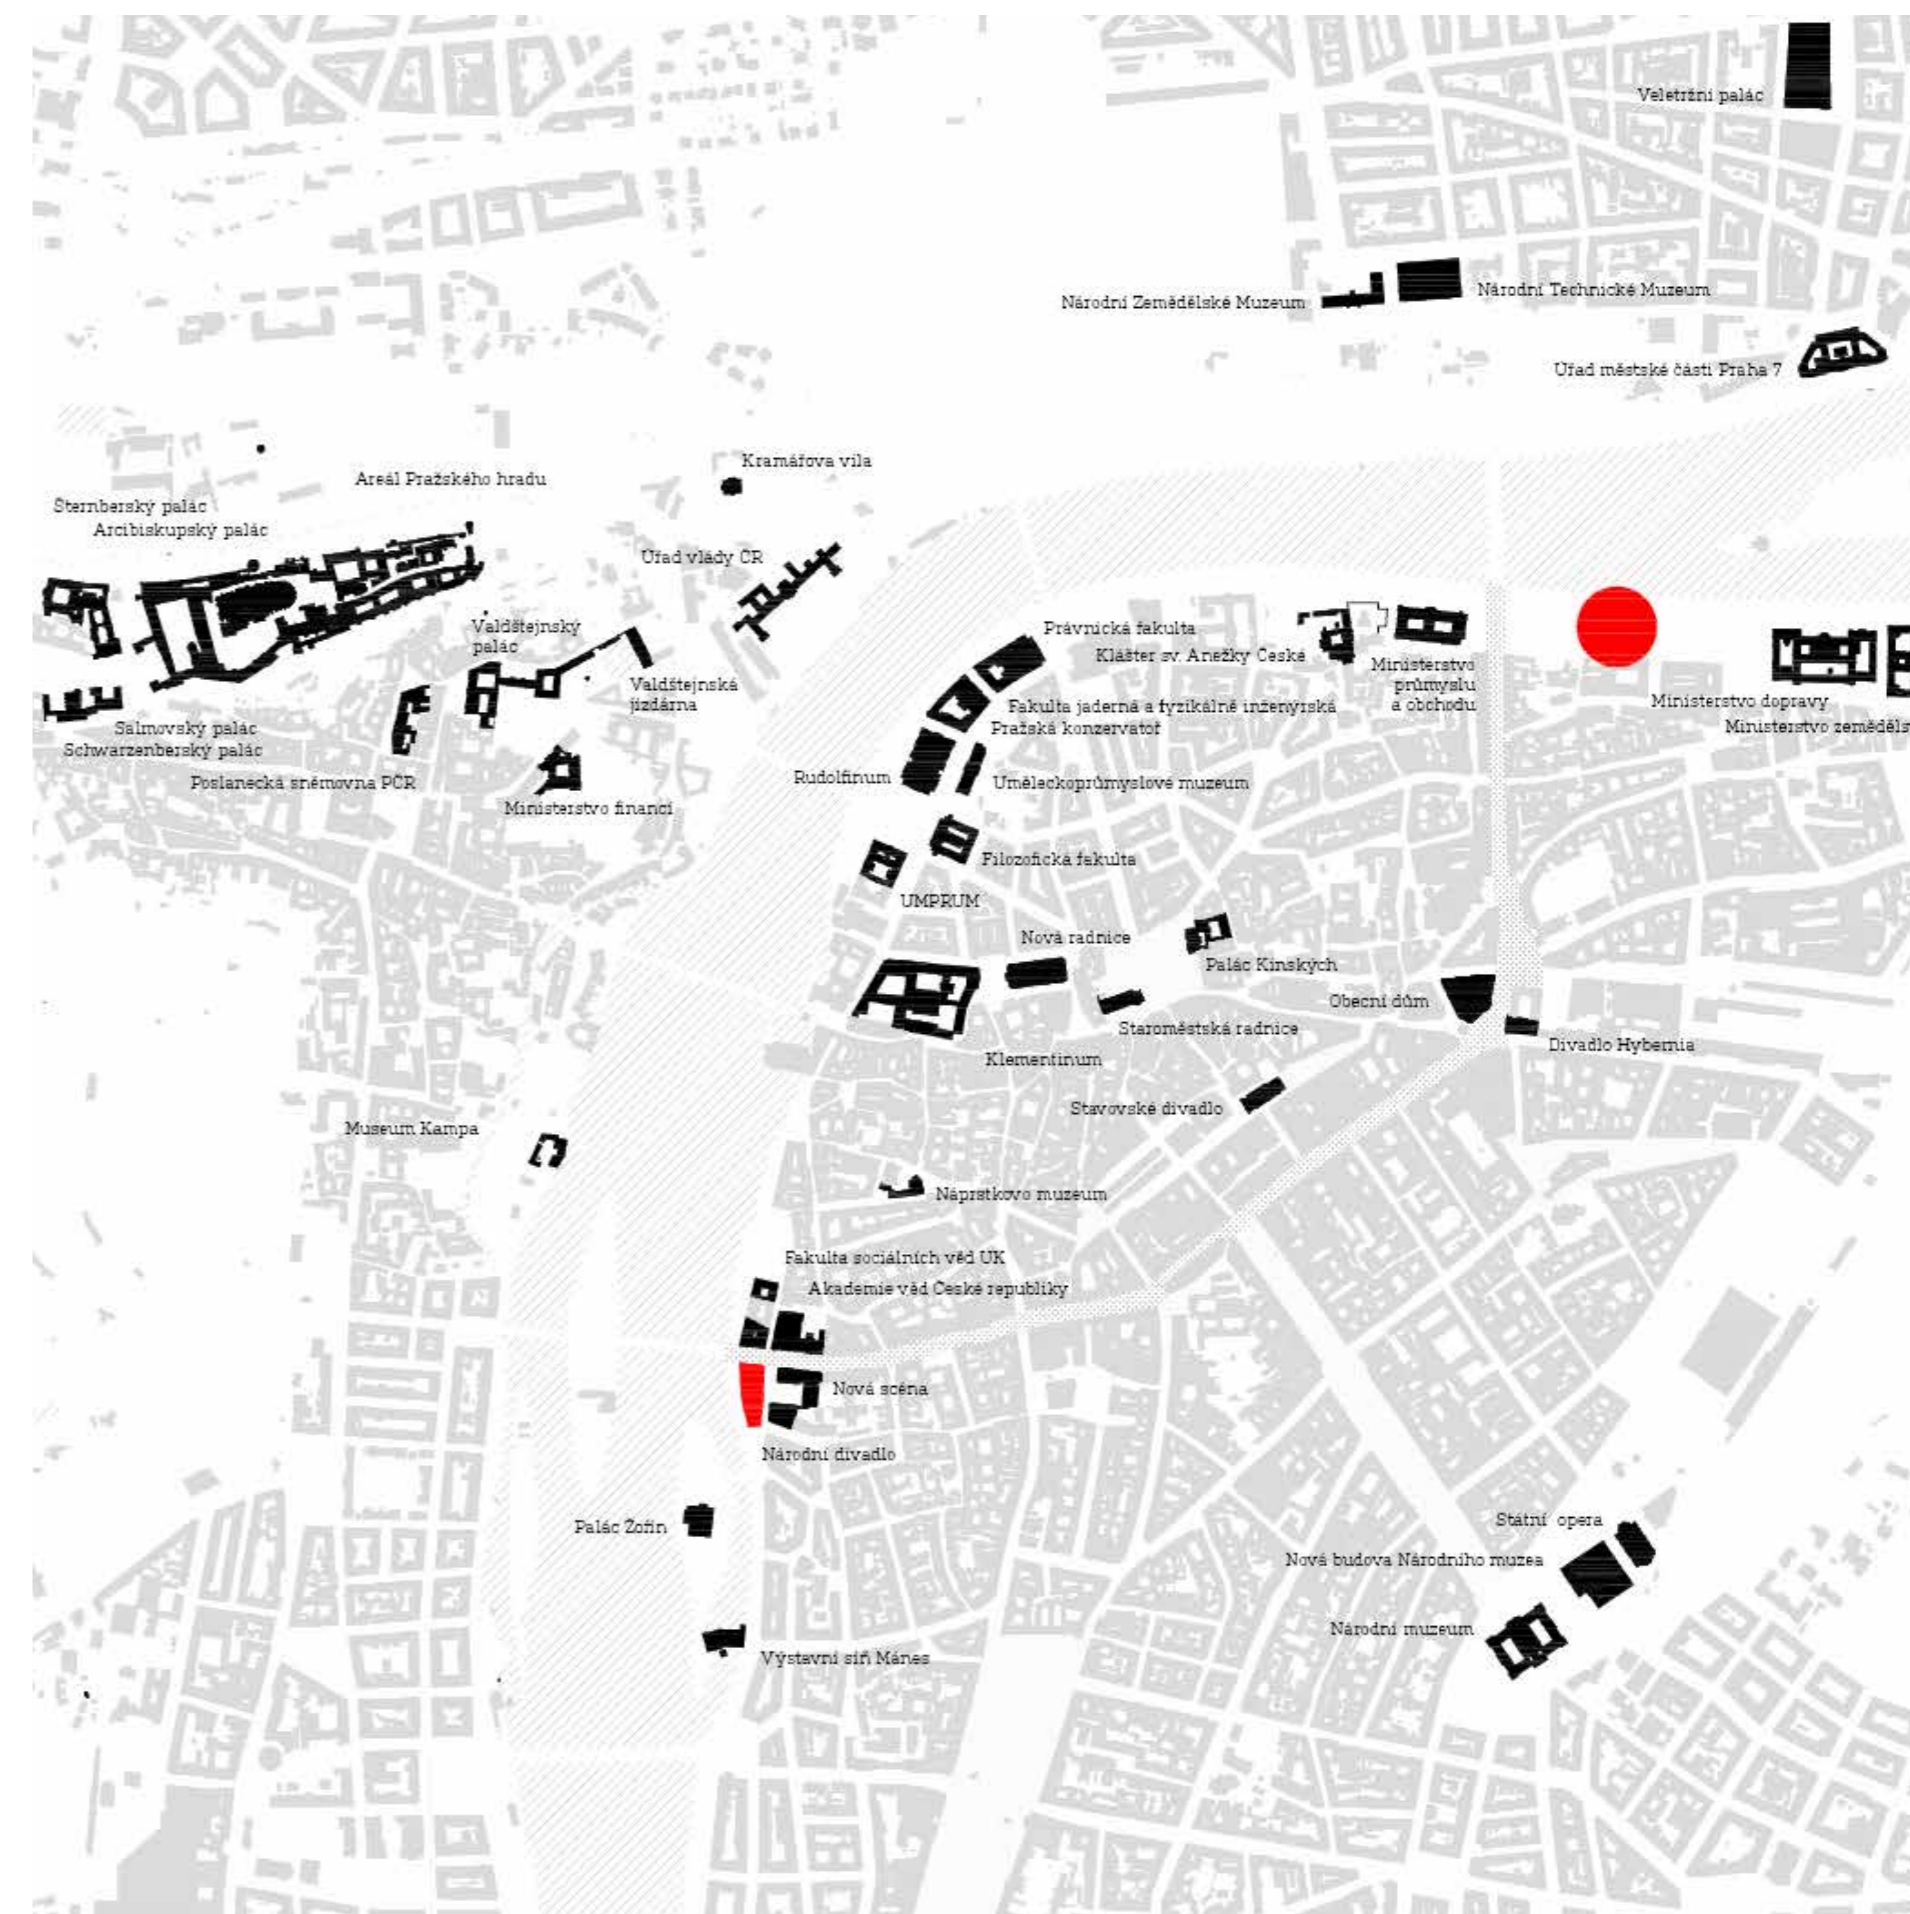 Veletržní palác
Národní Zemědělské Muzeum
Národní Technické Muzeum
Úřad městské části Praha 7
Kramářova vila
Areál Pražského hradu
Šternberský palác
Arcibiskupský palác
Úřad vlády ČR
Valdštejnský
palác
Valdštejnská
jízdárna
Právnická fakulta
Klášter sv. Anežky České
Ministerstvo
průmyslu
a obchodu
Ministerstvo dopravy
Ministerstvo zeměděls
Fakulta jaderná a fyzikálně inženýrská
Pražská konzervatoř
Salmovský palác
Schwarzenberský palác
Poslanecká sněmovna PČR
Ministerstvo financí
Rudolfinum
Uměleckoprůmyslové muzeum
Filozofická fakulta
UMPRUM
Nová radnice
Palác Kinských
Obecní dům
Staroměstská radnice
Divadlo Hybernia
Klementinum
Stavovské divadlo
Museum Kampa
Náprstkovo muzeum
Fakulta sociálních věd UK
Akademie věd České republiky
Nová scéna
Národní divadlo
Palác Žofín
Státní opera
Nová budova Národního muzea
Národní muzeum
Výstavní síň Mánes